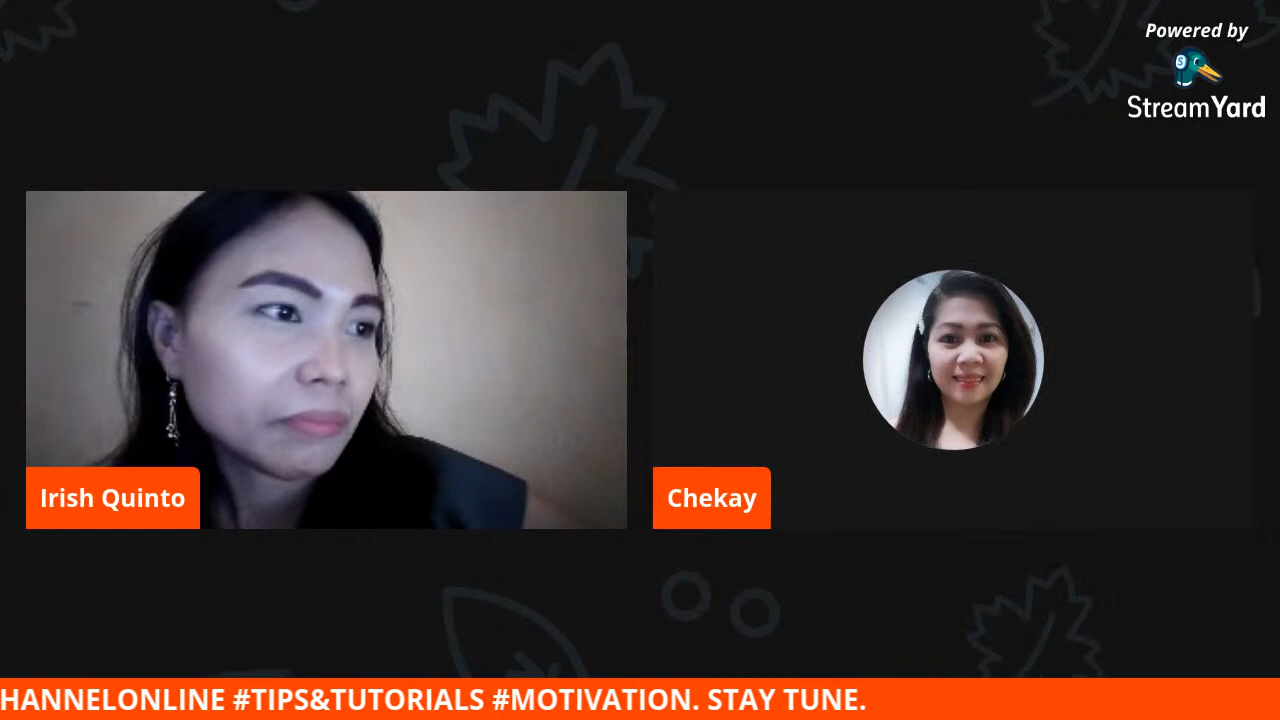 Powered by
StreamYard
Irish Quinto
Chekay
HANNELONLINE #TIPS&TUTORIALS #MOTIVATION. STAY TUNE.